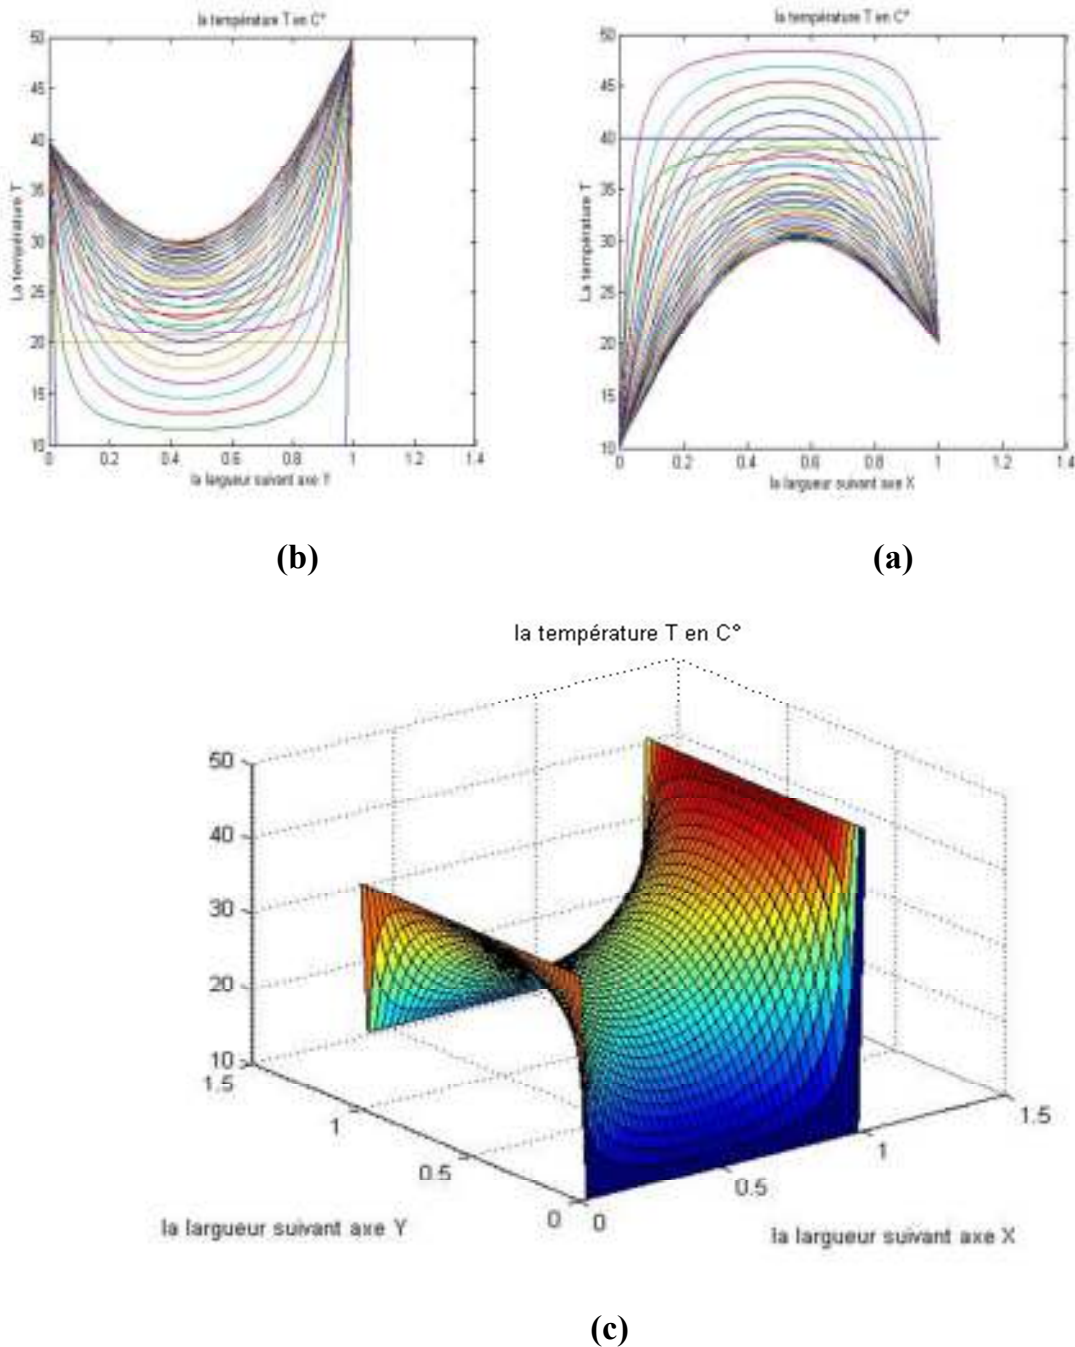 la température T en C°
50
45
40
35
30
25
20
15
10
La température T
0 0.2 0.4 0.6 0.8 1 1.2 1.4
la largueur suivant axe Y
(b)
la température T en C°
50
45
40
35
30
25
20
15
10
La température T
0 0.2 0.4 0.6 0.8 1 1.2 1.4
la largueur suivant axe X
(a)
la température T en C°
50
40
30
20
10
1.5
1
0.5
0
0
0.5
1
1.5
la largueur suivant axe Y
la largueur suivant axe X
(c)